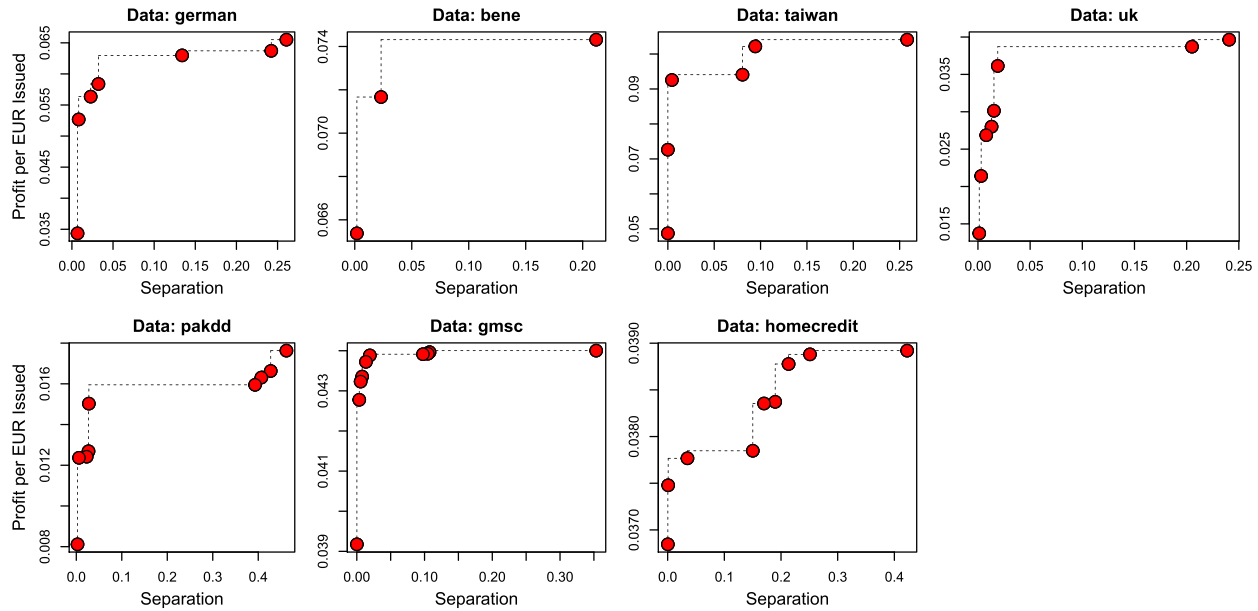 Data: german
Data: bene
Data: taiwan
Data: uk
Profit per EUR Issued
0.035 0.045 0.055 0.065
0.066 0.070 0.074
0.05 0.07 0.09
0.015 0.025 0.035
0.00 0.05 0.10 0.15 0.20 0.25
0.00 0.05 0.10 0.15 0.20
0.00 0.05 0.10 0.15 0.20 0.25
0.00 0.05 0.10 0.15 0.20 0.25
Separation
Separation
Separation
Separation
Data: pakdd
Data: gmsc
Data: homecredit
Profit per EUR Issued
0.008 0.012 0.016
0.039 0.041 0.043
0.0370 0.0380 0.0390
0.0 0.1 0.2 0.3 0.4
0.00 0.10 0.20 0.30
0.0 0.1 0.2 0.3 0.4
Separation
Separation
Separation